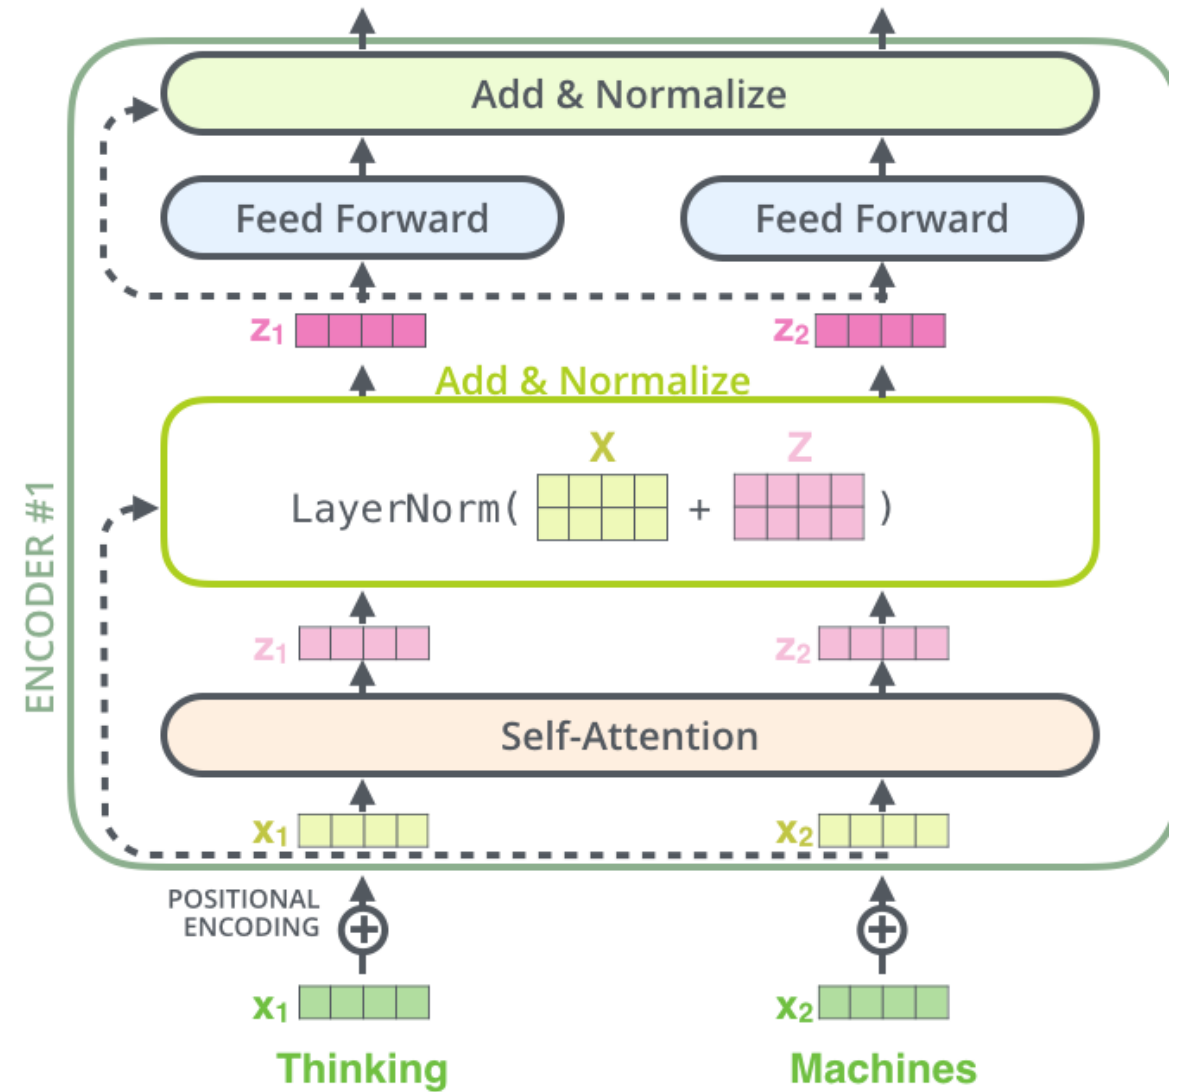 Add & Normalize
Feed Forward
Feed Forward
z1
z2
Add & Normalize
X
Z
LayerNorm( + )
ENCODER #1
z1
z2
Self-Attention
x1
x2
POSITIONAL
ENCODING
x1
x2
Thinking
Machines